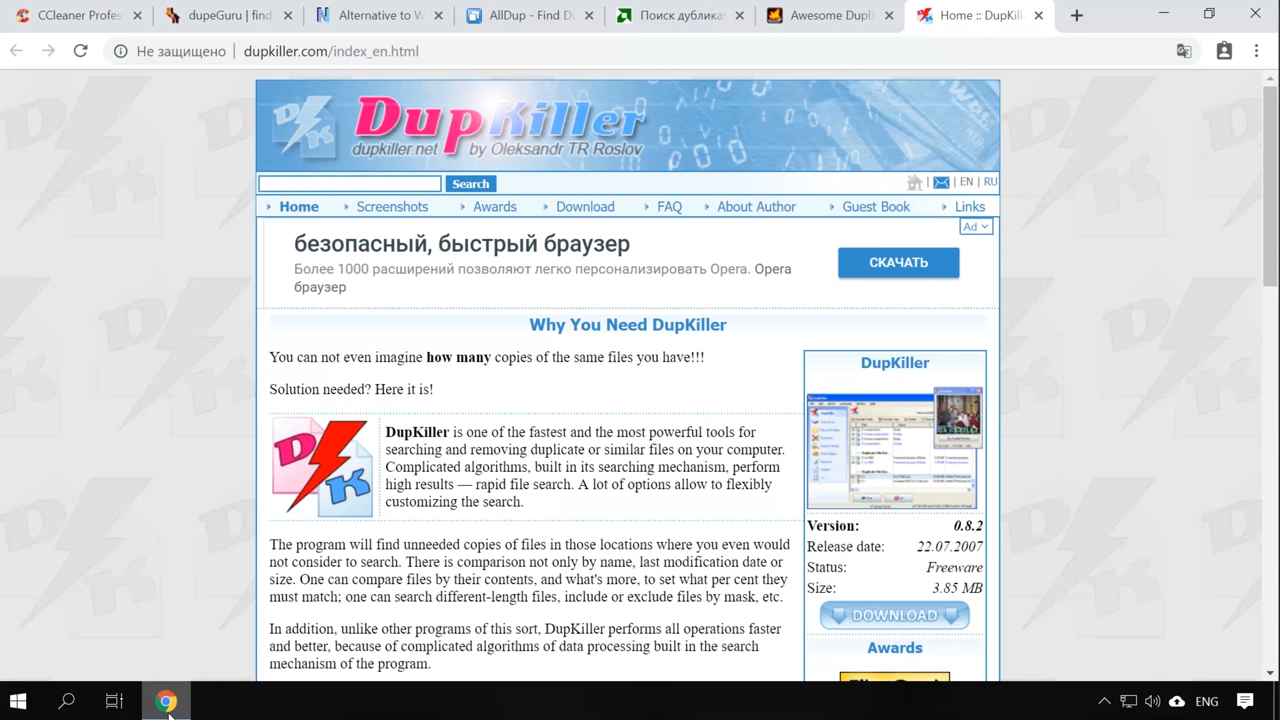 CCleaner Profes
dupeGuru | find
Alternative to W
AllDup - Find Du
Поиск дублика
Awesome Dupli
Home :: DupKille
Не защищено
dupkiller.com/index_en.html
DupKiller
dupkiller.net by Oleksandr TR Roslov
Search
| EN | RU
Home
Screenshots
Awards
Download
FAQ
About Author
Guest Book
Links
Ad
безопасный, быстрый браузер
Более 1000 расширений позволяют легко персонализировать Opera. Opera
браузер
СКАЧАТЬ
Why You Need DupKiller
You can not even imagine how many copies of the same files you have!!!
Solution needed? Here it is!
DupKiller is one of the fastest and the most powerful tools for
searching and removing duplicate or similar files on your computer.
Complicated algorithms, built in its searching mechanism, perform
high results — rapid file search. A lot of options allow to flexibly
customizing the search.
The program will find unneeded copies of files in those locations where you even would
not consider to search. There is comparison not only by name, last modification date or
size. One can compare files by their contents, and what's more, to set what per cent they
must match; one can search different-length files, include or exclude files by mask, etc.
In addition, unlike other programs of this sort, DupKiller performs all operations faster
and better, because of complicated algorithms of data processing built in the search
mechanism of the program.
DupKiller
Version: 0.8.2
Release date: 22.07.2007
Status: Freeware
Size: 3.85 MB
DOWNLOAD
Awards
ENG